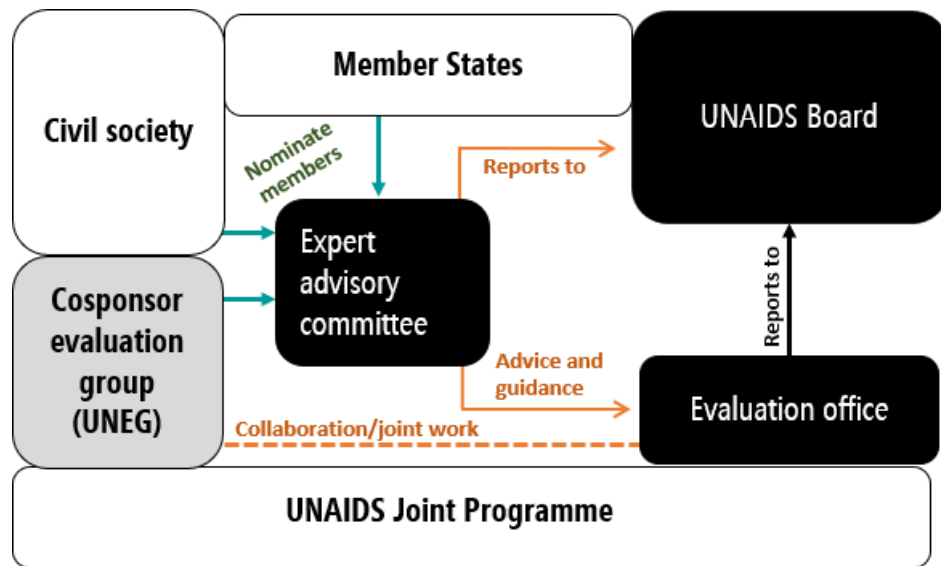 Member States
UNAIDS Board
Civil society
Nominate
members
Reports to
Expert
advisory
committee
Reports to
Cosponsor
evaluation
group
(UNEG)
Advice and
guidance
Evaluation office
Collaboration/joint work
UNAIDS Joint Programme